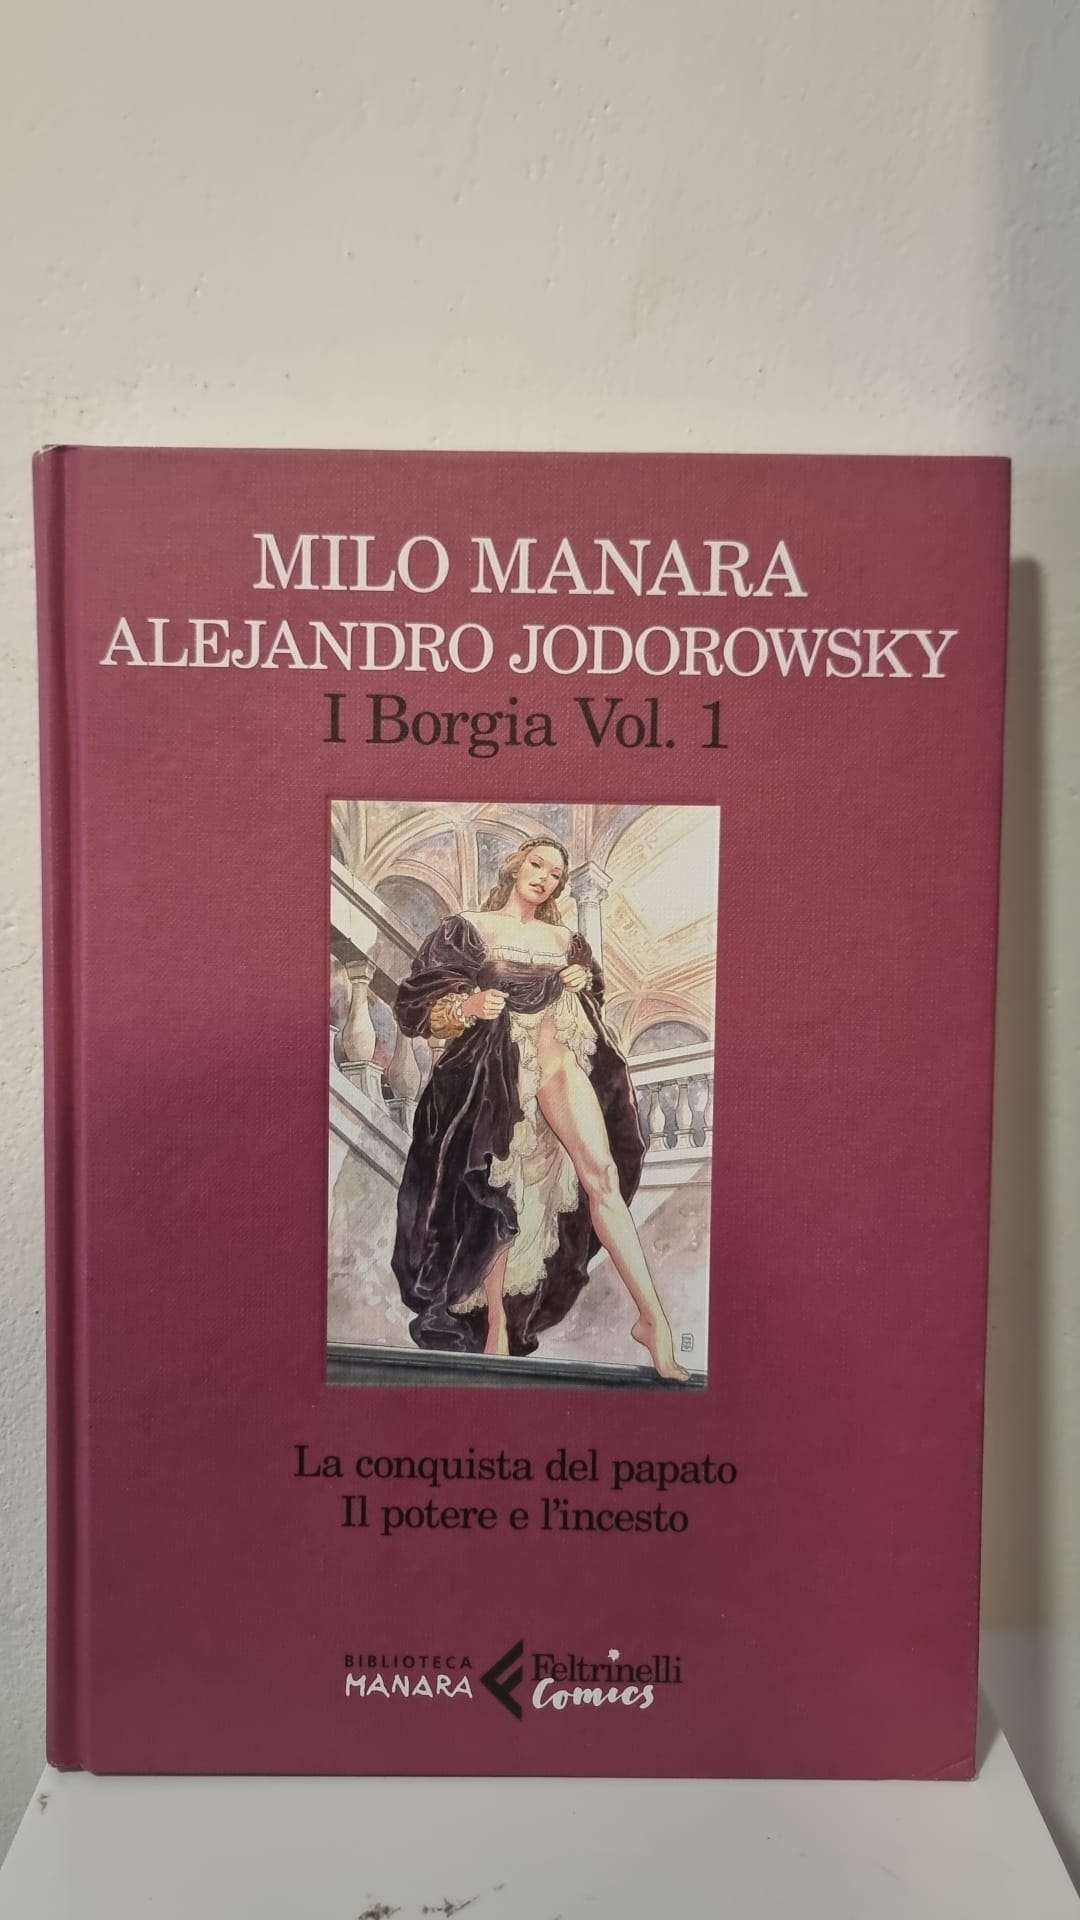 MILO MANARA
ALEJANDRO JODOROWSKY
I Borgia Vol. 1
La conquista del papato
Il potere e l'incesto
BIBLIOTECA
MANARA
Feltrinelli
Comics